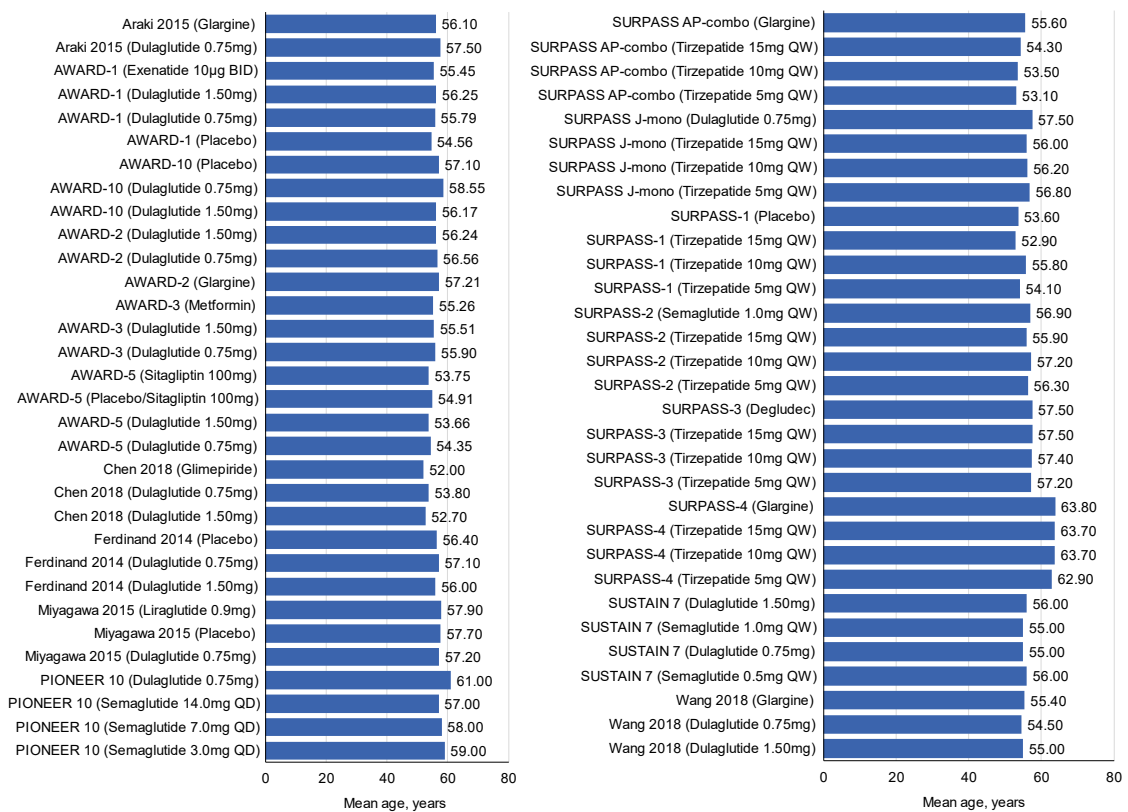 Araki 2015 (Glargine) 56.10
Araki 2015 (Dulaglutide 0.75mg) 57.50
AWARD-1 (Exenatide 10µg BID) 55.45
AWARD-1 (Dulaglutide 1.50mg) 56.25
AWARD-1 (Dulaglutide 0.75mg) 55.79
AWARD-1 (Placebo) 54.56
AWARD-10 (Placebo) 57.10
AWARD-10 (Dulaglutide 0.75mg) 58.55
AWARD-10 (Dulaglutide 1.50mg) 56.17
AWARD-2 (Dulaglutide 1.50mg) 56.24
AWARD-2 (Dulaglutide 0.75mg) 56.56
AWARD-2 (Glargine) 57.21
AWARD-3 (Metformin) 55.26
AWARD-3 (Dulaglutide 1.50mg) 55.51
AWARD-3 (Dulaglutide 0.75mg) 55.90
AWARD-5 (Sitagliptin 100mg) 53.75
AWARD-5 (Placebo/Sitagliptin 100mg) 54.91
AWARD-5 (Dulaglutide 1.50mg) 53.66
AWARD-5 (Dulaglutide 0.75mg) 54.35
Chen 2018 (Glimepiride) 52.00
Chen 2018 (Dulaglutide 0.75mg) 53.80
Chen 2018 (Dulaglutide 1.50mg) 52.70
Ferdinand 2014 (Placebo) 56.40
Ferdinand 2014 (Dulaglutide 0.75mg) 57.10
Ferdinand 2014 (Dulaglutide 1.50mg) 56.00
Miyagawa 2015 (Liraglutide 0.9mg) 57.90
Miyagawa 2015 (Placebo) 57.70
Miyagawa 2015 (Dulaglutide 0.75mg) 57.20
PIONEER 10 (Dulaglutide 0.75mg) 61.00
PIONEER 10 (Semaglutide 14.0mg QD) 57.00
PIONEER 10 (Semaglutide 7.0mg QD) 58.00
PIONEER 10 (Semaglutide 3.0mg QD) 59.00
0 20 40 60 80
Mean age, years
SURPASS AP-combo (Glargine) 55.60
SURPASS AP-combo (Tirzepatide 15mg QW) 54.30
SURPASS AP-combo (Tirzepatide 10mg QW) 53.50
SURPASS AP-combo (Tirzepatide 5mg QW) 53.10
SURPASS J-mono (Dulaglutide 0.75mg) 57.50
SURPASS J-mono (Tirzepatide 15mg QW) 56.00
SURPASS J-mono (Tirzepatide 10mg QW) 56.20
SURPASS J-mono (Tirzepatide 5mg QW) 56.80
SURPASS-1 (Placebo) 53.60
SURPASS-1 (Tirzepatide 15mg QW) 52.90
SURPASS-1 (Tirzepatide 10mg QW) 55.80
SURPASS-1 (Tirzepatide 5mg QW) 54.10
SURPASS-2 (Semaglutide 1.0mg QW) 56.90
SURPASS-2 (Tirzepatide 15mg QW) 55.90
SURPASS-2 (Tirzepatide 10mg QW) 57.20
SURPASS-2 (Tirzepatide 5mg QW) 56.30
SURPASS-3 (Degludec) 57.50
SURPASS-3 (Tirzepatide 15mg QW) 57.50
SURPASS-3 (Tirzepatide 10mg QW) 57.40
SURPASS-3 (Tirzepatide 5mg QW) 57.20
SURPASS-4 (Glargine) 63.80
SURPASS-4 (Tirzepatide 15mg QW) 63.70
SURPASS-4 (Tirzepatide 10mg QW) 63.70
SURPASS-4 (Tirzepatide 5mg QW) 62.90
SUSTAIN 7 (Dulaglutide 1.50mg) 56.00
SUSTAIN 7 (Semaglutide 1.0mg QW) 55.00
SUSTAIN 7 (Dulaglutide 0.75mg) 55.00
SUSTAIN 7 (Semaglutide 0.5mg QW) 56.00
Wang 2018 (Glargine) 55.40
Wang 2018 (Dulaglutide 0.75mg) 54.50
Wang 2018 (Dulaglutide 1.50mg) 55.00
0 20 40 60 80
Mean age, years